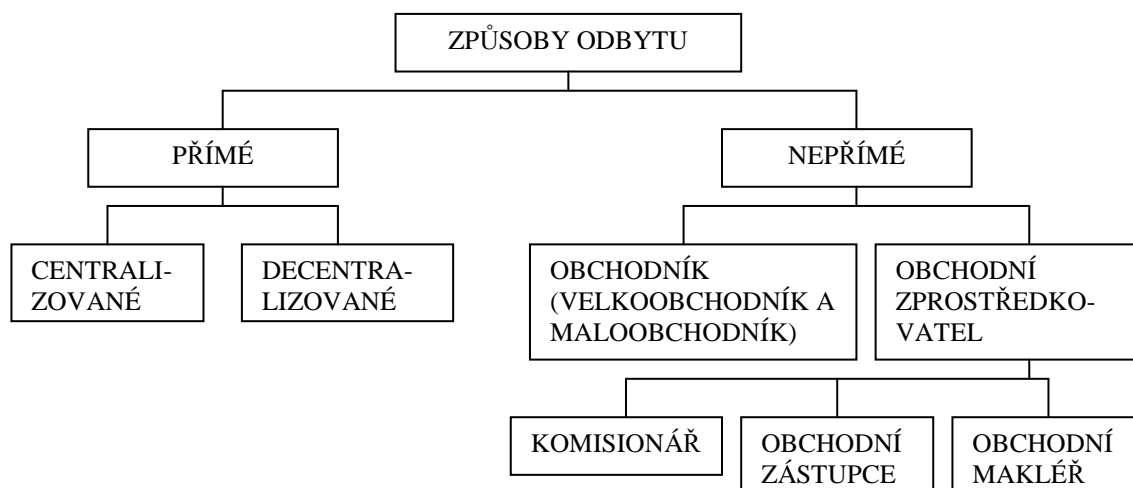 ZPŮSOBY ODBYTU
PŘÍMÉ
NEPŘÍMÉ
CENTRALI-
ZOVANÉ
DECENTRA-
LIZOVANÉ
OBCHODNÍK
(VELKOOBCHODNÍK A
MALOOBCHODNÍK)
OBCHODNÍ
ZPROSTŘEDKO-
VATEL
KOMISIONÁŘ
OBCHODNÍ
ZÁSTUPCE
OBCHODNÍ
MAKLÉŘ